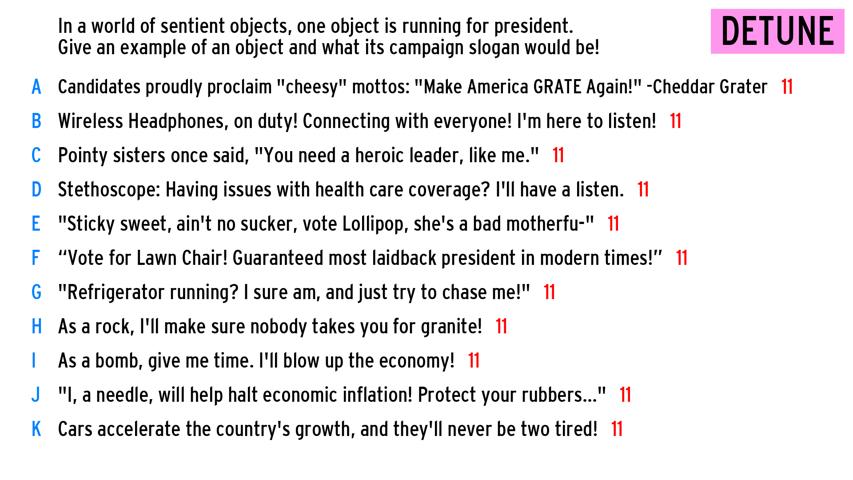 In a world of sentient objects, one object is running for president.
Give an example of an object and what its campaign slogan would be!
DETUNE
A Candidates proudly proclaim "cheesy" mottos: "Make America GRATE Again!" -Cheddar Grater 11
B Wireless Headphones, on duty! Connecting with everyone! I'm here to listen! 11
C Pointy sisters once said, "You need a heroic leader, like me." 11
D Stethoscope: Having issues with health care coverage? I'll have a listen. 11
E "Sticky sweet, ain't no sucker, vote Lollipop, she's a bad motherfu-" 11
F “Vote for Lawn Chair! Guaranteed most laidback president in modern times!” 11
G "Refrigerator running? I sure am, and just try to chase me!" 11
H As a rock, I'll make sure nobody takes you for granite! 11
I As a bomb, give me time. I'll blow up the economy! 11
J "I, a needle, will help halt economic inflation! Protect your rubbers..." 11
K Cars accelerate the country's growth, and they'll never be two tired! 11